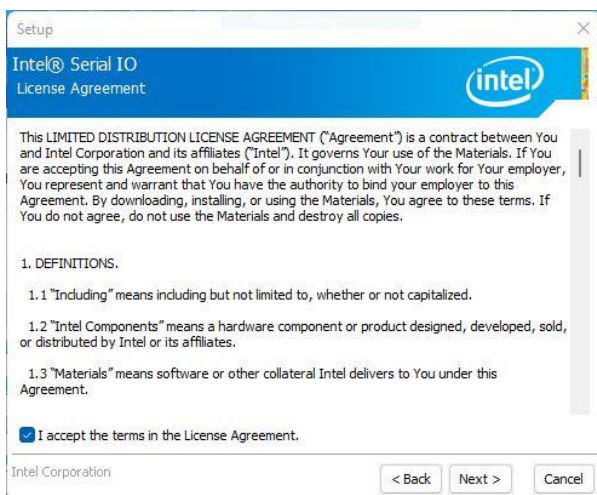 Setup
Intel® Serial IO
License Agreement
intel
This LIMITED DISTRIBUTION LICENSE AGREEMENT (“Agreement”) is a contract between You
and Intel Corporation and its affiliates (“Intel”). It governs Your use of the Materials. If You
are accepting this Agreement on behalf of or in conjunction with Your work for Your employer,
You represent and warrant that You have the authority to bind your employer to this
Agreement. By downloading, installing, or using the Materials, You agree to these terms. If
You do not agree, do not use the Materials and destroy all copies.
1. DEFINITIONS.
1.1 “Including” means including but not limited to, whether or not capitalized.
1.2 “Intel Components” means a hardware component or product designed, developed, sold,
or distributed by Intel or its affiliates.
1.3 “Materials” means software or other collateral Intel delivers to You under this
Agreement.
I accept the terms in the License Agreement.
Intel Corporation
< Back
Next >
Cancel